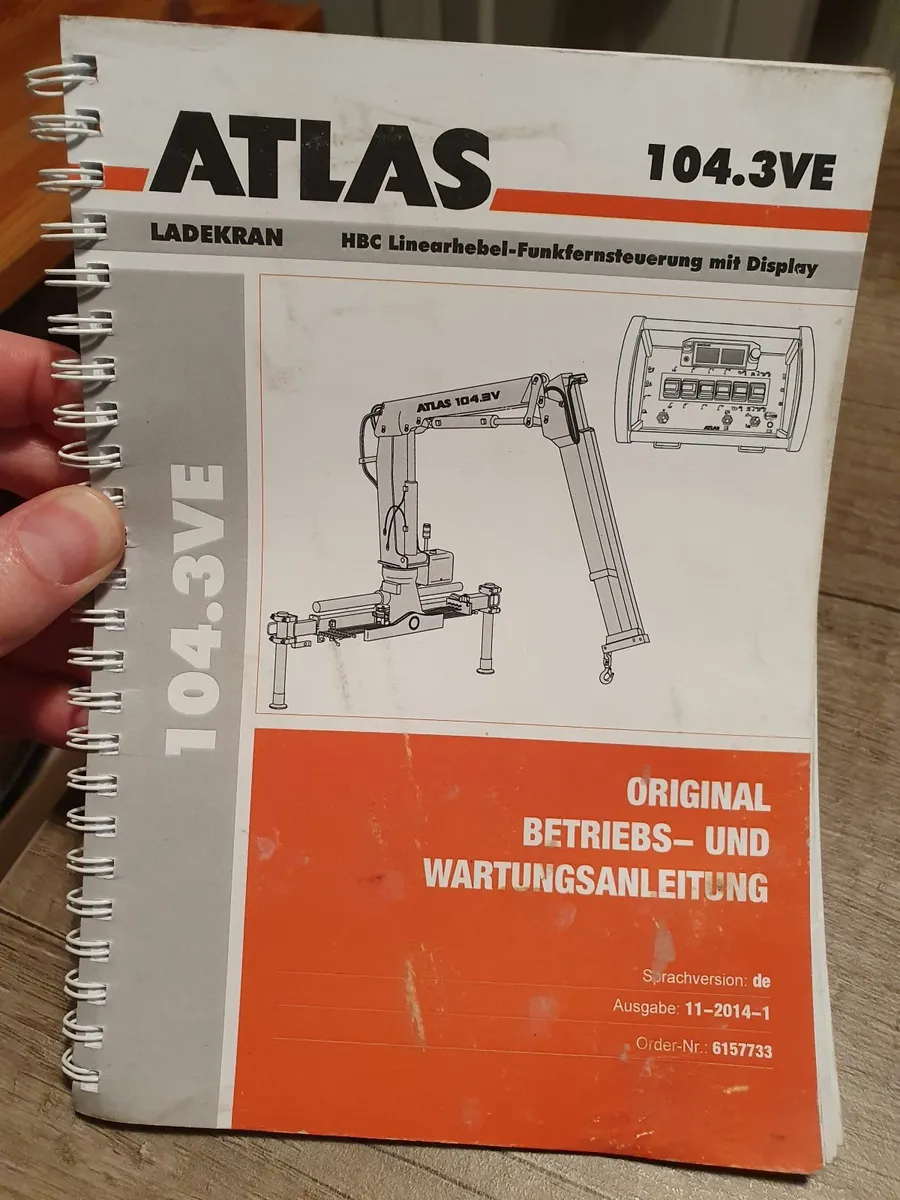 ATLAS
104.3VE
LADEKRAN
HBC Linearhebel-Funkfernsteuerung mit Display
ATLAS 104.3V
ATLAS
104.3VE
ORIGINAL
BETRIEBS- UND
WARTUNGSANLEITUNG
Sprachversion: de
Ausgabe: 11-2014-1
Order-Nr.: 6157733